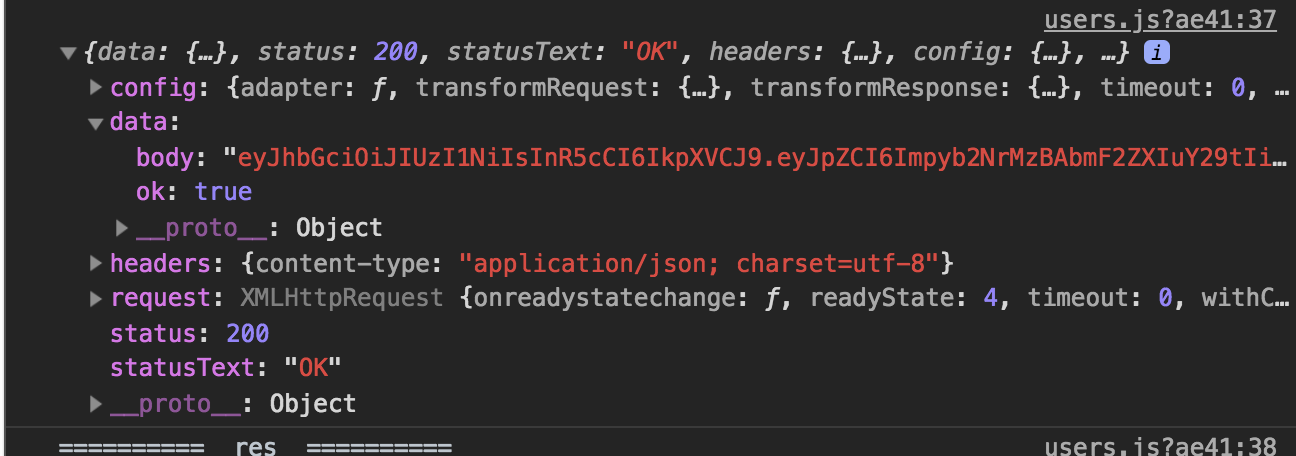 users.js?ae41:37
▼{data: {…}, status: 200, statusText: "OK", headers: {…}, config: {…}, …} i
▶config: {adapter: ƒ, transformRequest: {…}, transformResponse: {…}, timeout: 0, …
▼data:
body: "eyJhbGciOiJIUzI1NiIsInR5cCI6IkpXVCJ9.eyJpZCI6Impyb2NrMzBAbmF2ZXIuY29tIi…
ok: true
▶__proto__: Object
▶headers: {content-type: "application/json; charset=utf-8"}
▶request: XMLHttpRequest {onreadystatechange: ƒ, readyState: 4, timeout: 0, withC…
status: 200
statusText: "OK"
▶__proto__: Object
========== res ========== users.js?ae41:38